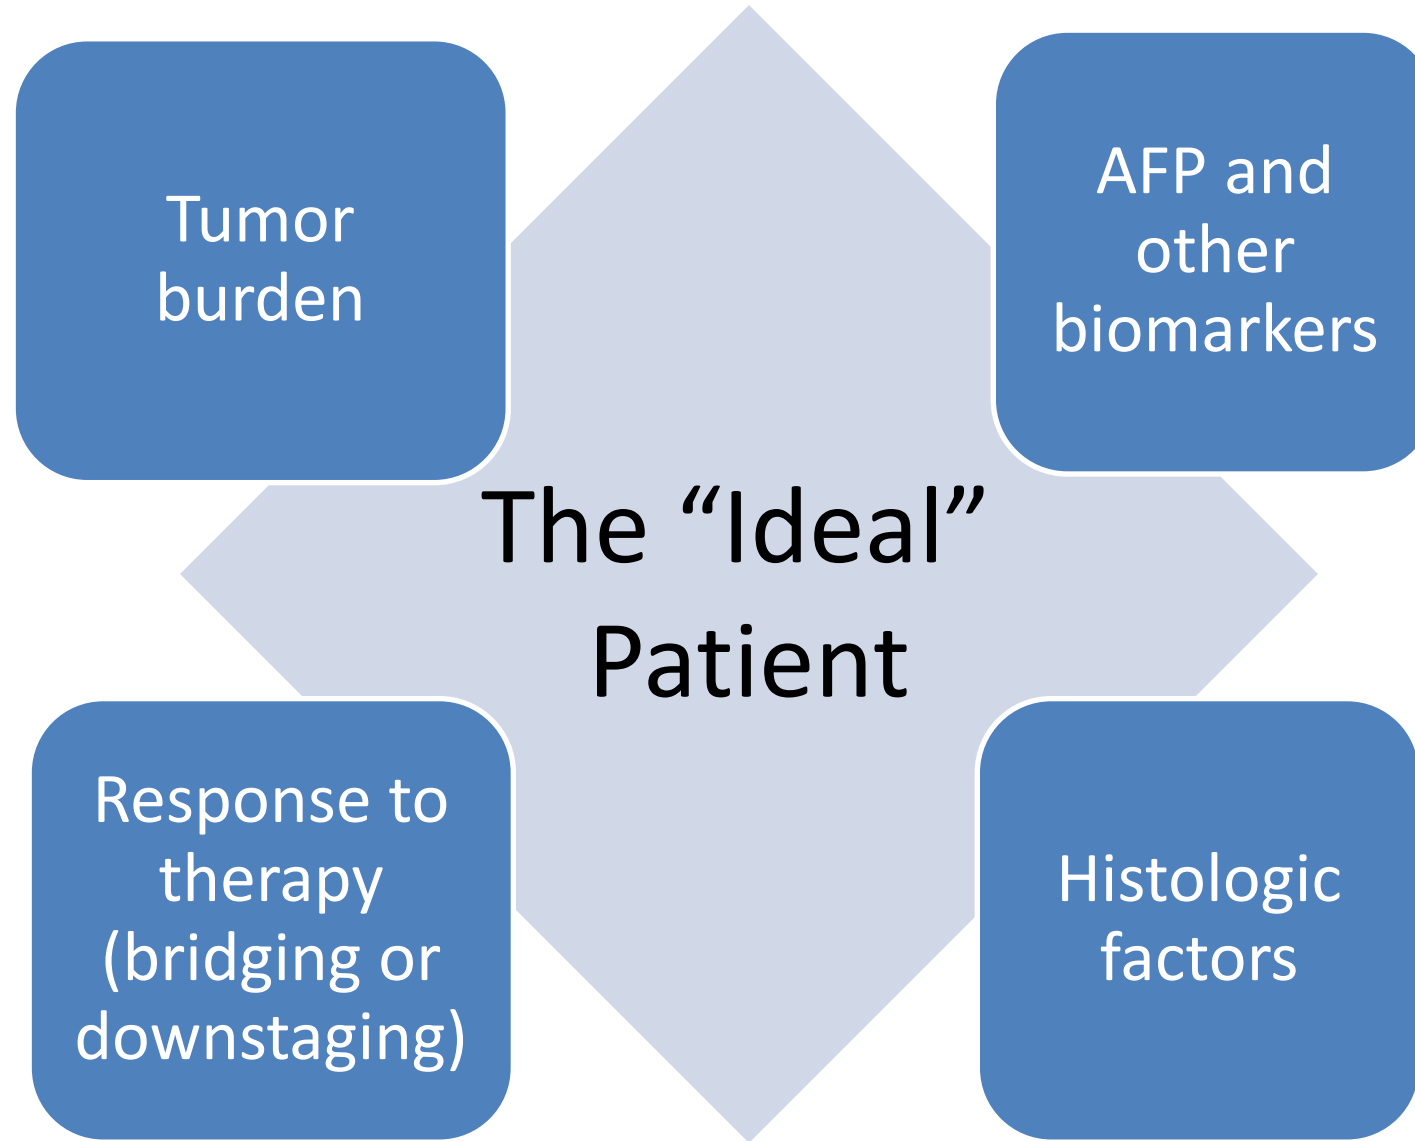 Tumor
burden
AFP and
other
biomarkers
The “Ideal”
Patient
Response to
therapy
(bridging or
downstaging)
Histologic
factors